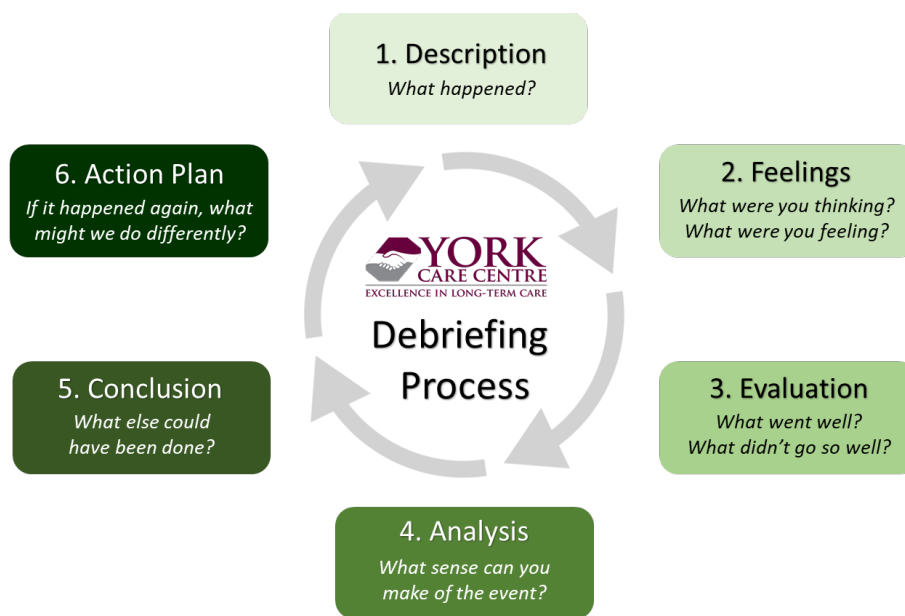 1. Description
What happened?
2. Feelings
What were you thinking?
What were you feeling?
3. Evaluation
What went well?
What didn’t go so well?
4. Analysis
What sense can you
make of the event?
5. Conclusion
What else could
have been done?
6. Action Plan
If it happened again, what
might we do differently?
YORK
CARE CENTRE
EXCELLENCE IN LONG-TERM CARE
Debriefing
Process